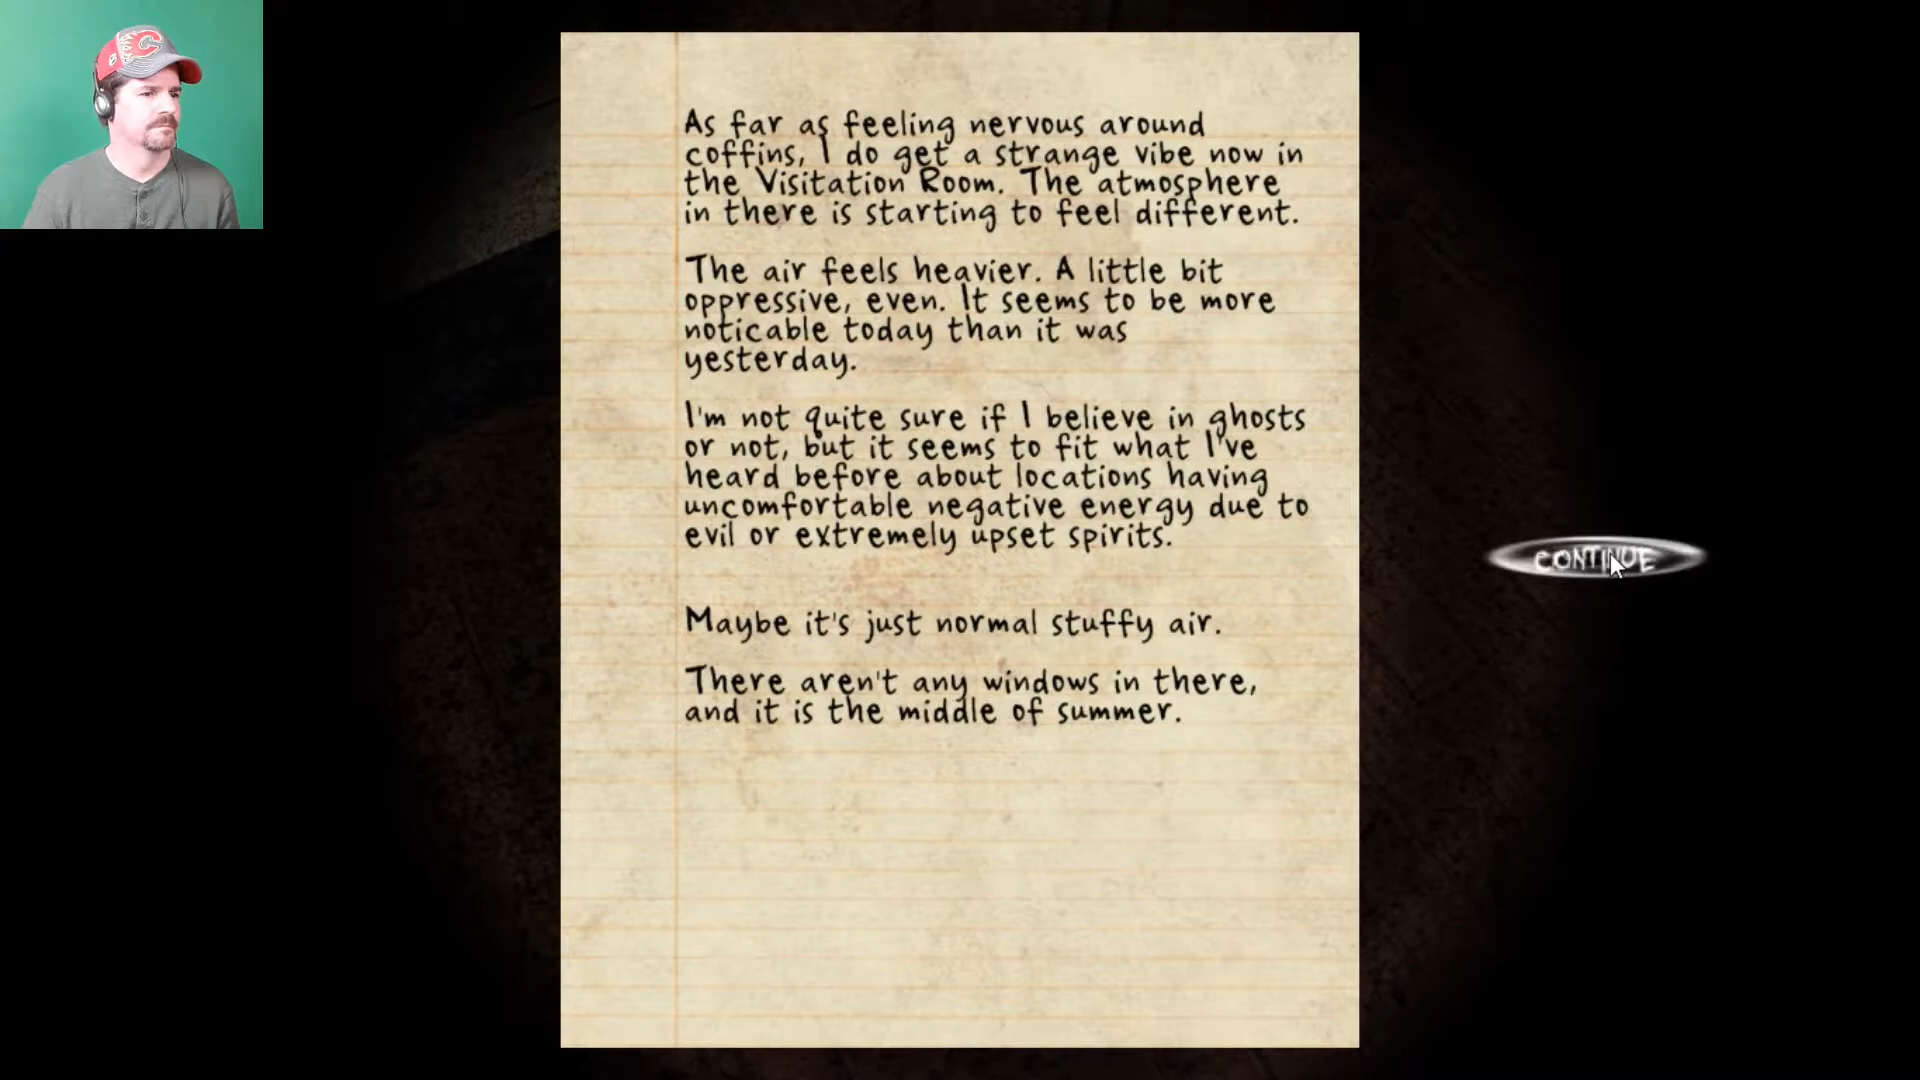 As far as feeling nervous around
coffins, I do get a strange vibe now in
the Visitation Room. The atmosphere
in there is starting to feel different.
The air feels heavier. A little bit
oppressive, even. It seems to be more
noticable today than it was
yesterday.
I'm not quite sure if I believe in ghosts
or not, but it seems to fit what I've
heard before about locations having
uncomfortable negative energy due to
evil or extremely upset spirits.
Maybe it's just normal stuffy air.
There aren't any windows in there,
and it is the middle of summer.
CONTINUE